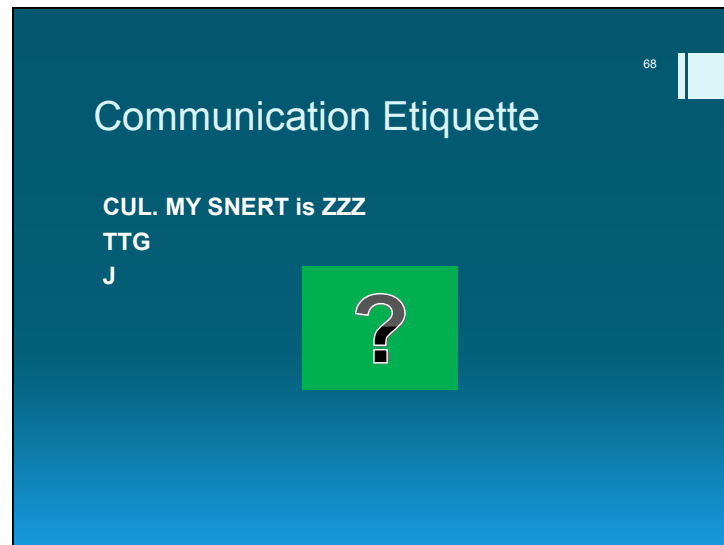 68
Communication Etiquette
CUL. MY SNERT is ZZZ
TTG
J
?